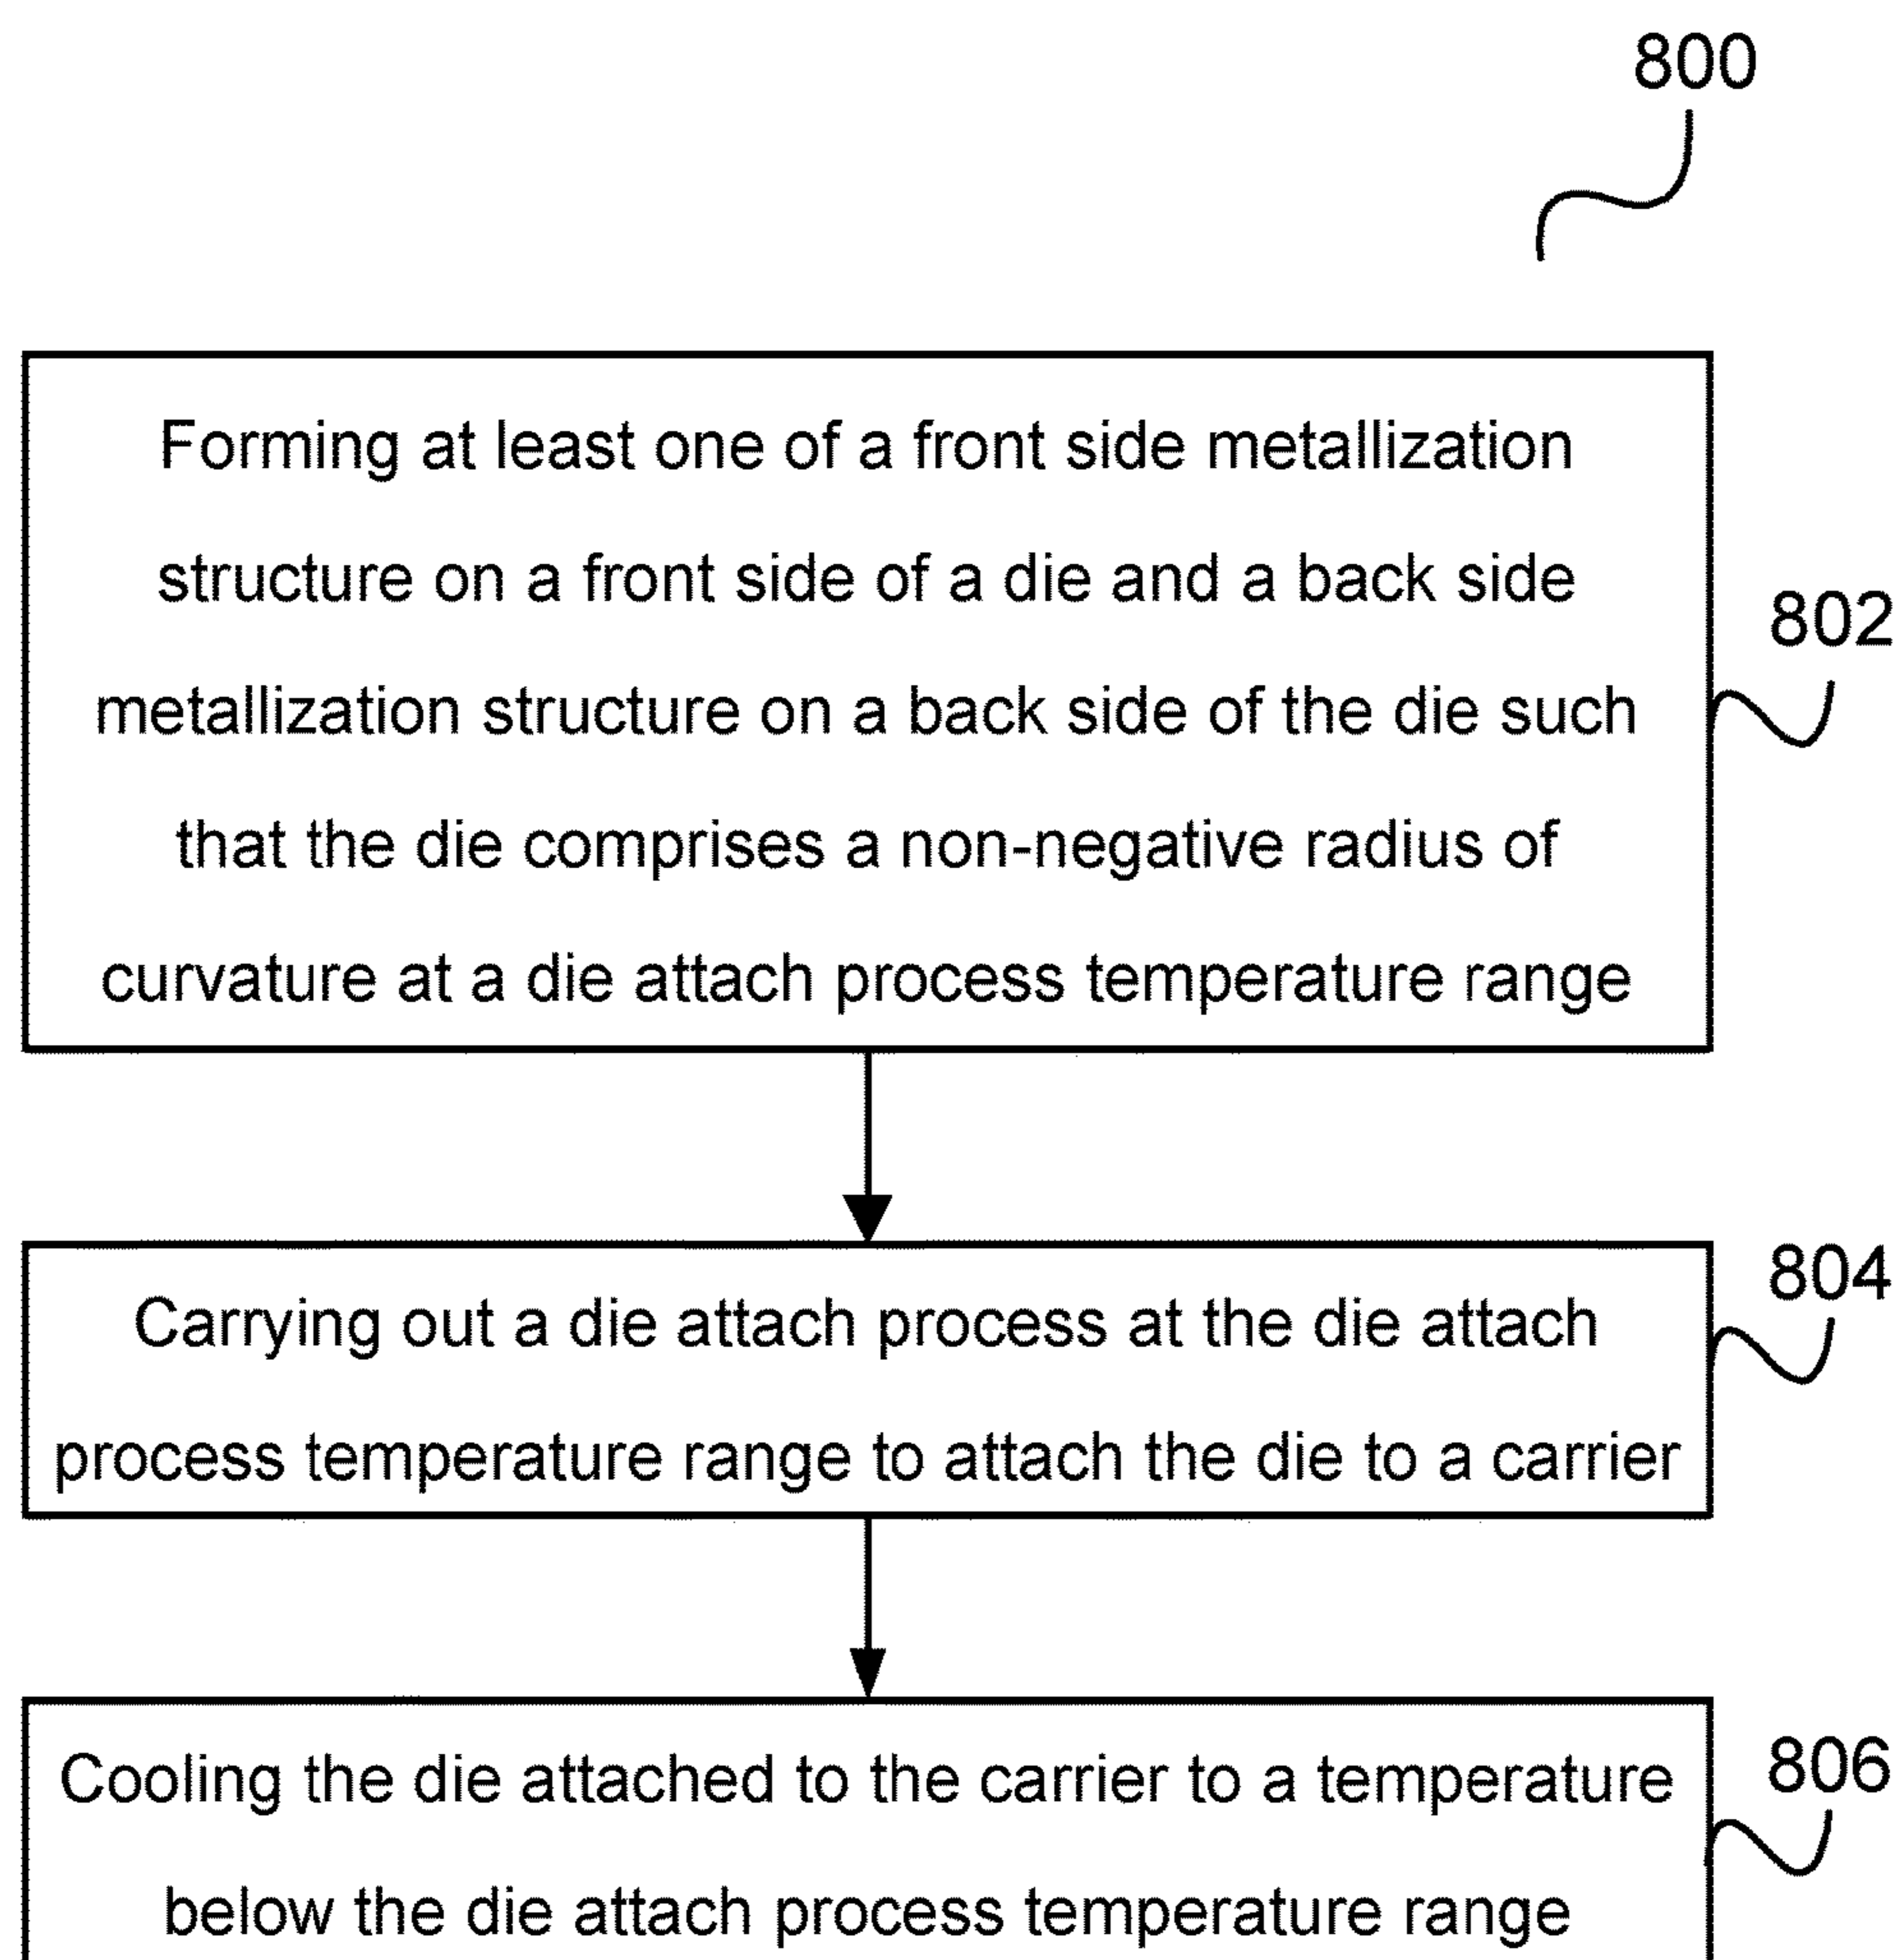 800
Forming at least one of a front side metallization
structure on a front side of a die and a back side
metallization structure on a back side of the die such
that the die comprises a non-negative radius of
curvature at a die attach process temperature range
802
Carrying out a die attach process at the die attach
process temperature range to attach the die to a carrier
804
Cooling the die attached to the carrier to a temperature
below the die attach process temperature range
806